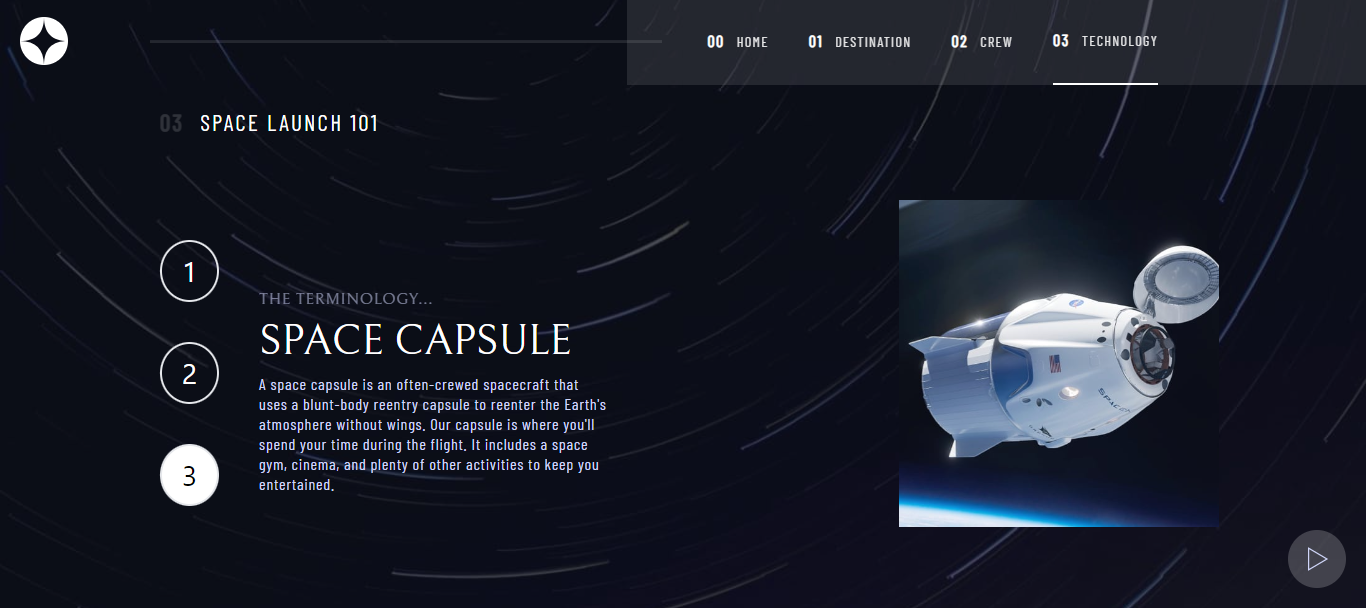 00 HOME 01 DESTINATION 02 CREW 03 TECHNOLOGY
03 SPACE LAUNCH 101
1
2
3
THE TERMINOLOGY...
SPACE CAPSULE
A space capsule is an often-crewed spacecraft that
uses a blunt-body reentry capsule to reenter the Earth's
atmosphere without wings. Our capsule is where you'll
spend your time during the flight. It includes a space
gym, cinema, and plenty of other activities to keep you
entertained.